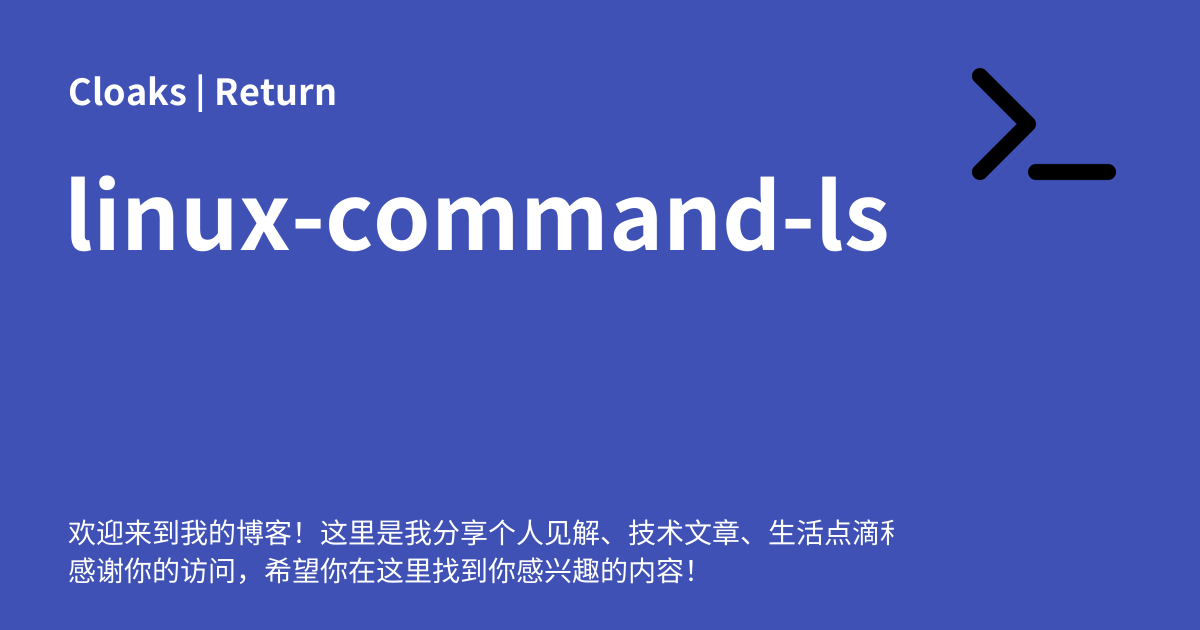 Cloaks | Return
linux-command-ls
欢迎来到我的博客！这里是我分享个人见解、技术文章、生活点滴
感谢你的访问，希望你在这里找到你感兴趣的内容！